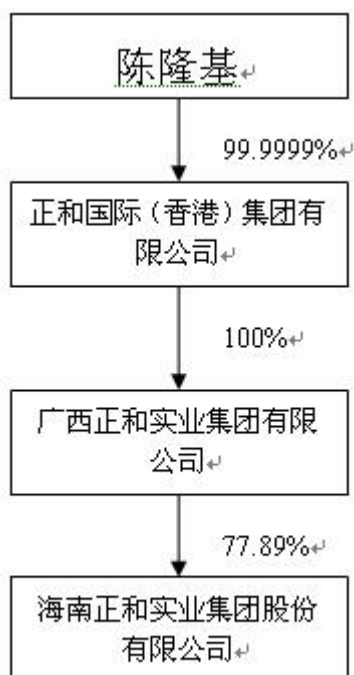 陈隆基
99.9999%
正和国际（香港）集团有
限公司
100%
广西正和实业集团有限
公司
77.89%
海南正和实业集团股份
有限公司